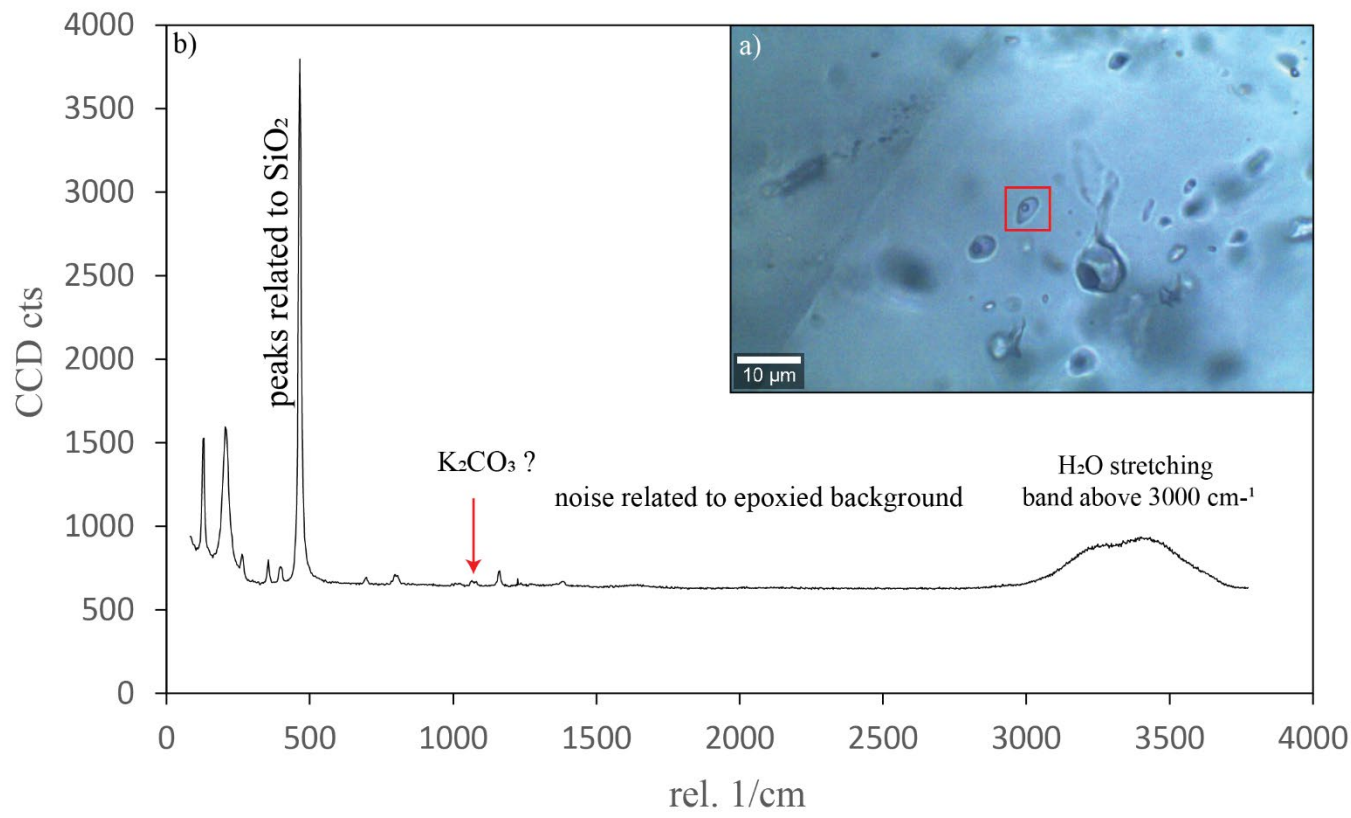 4000
3500
3000
2500
2000
1500
1000
500
0
CCD cts
b)
a)
10 µm
peaks related to SiO₂
K₂CO₃ ?
noise related to epoxied background
H₂O stretching
band above 3000 cm-¹
0 500 1000 1500 2000 2500 3000 3500 4000
rel. 1/cm